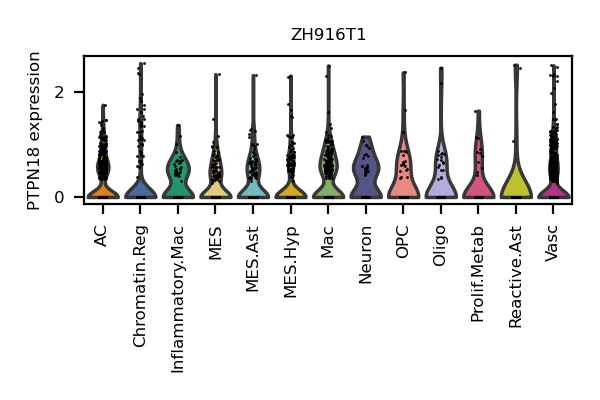 ZH916T1
PTPN18 expression
2
0
AC
Chromatin.Reg
Inflammatory.Mac
MES
MES.Ast
MES.Hyp
Mac
Neuron
OPC
Oligo
Prolif.Metab
Reactive.Ast
Vasc